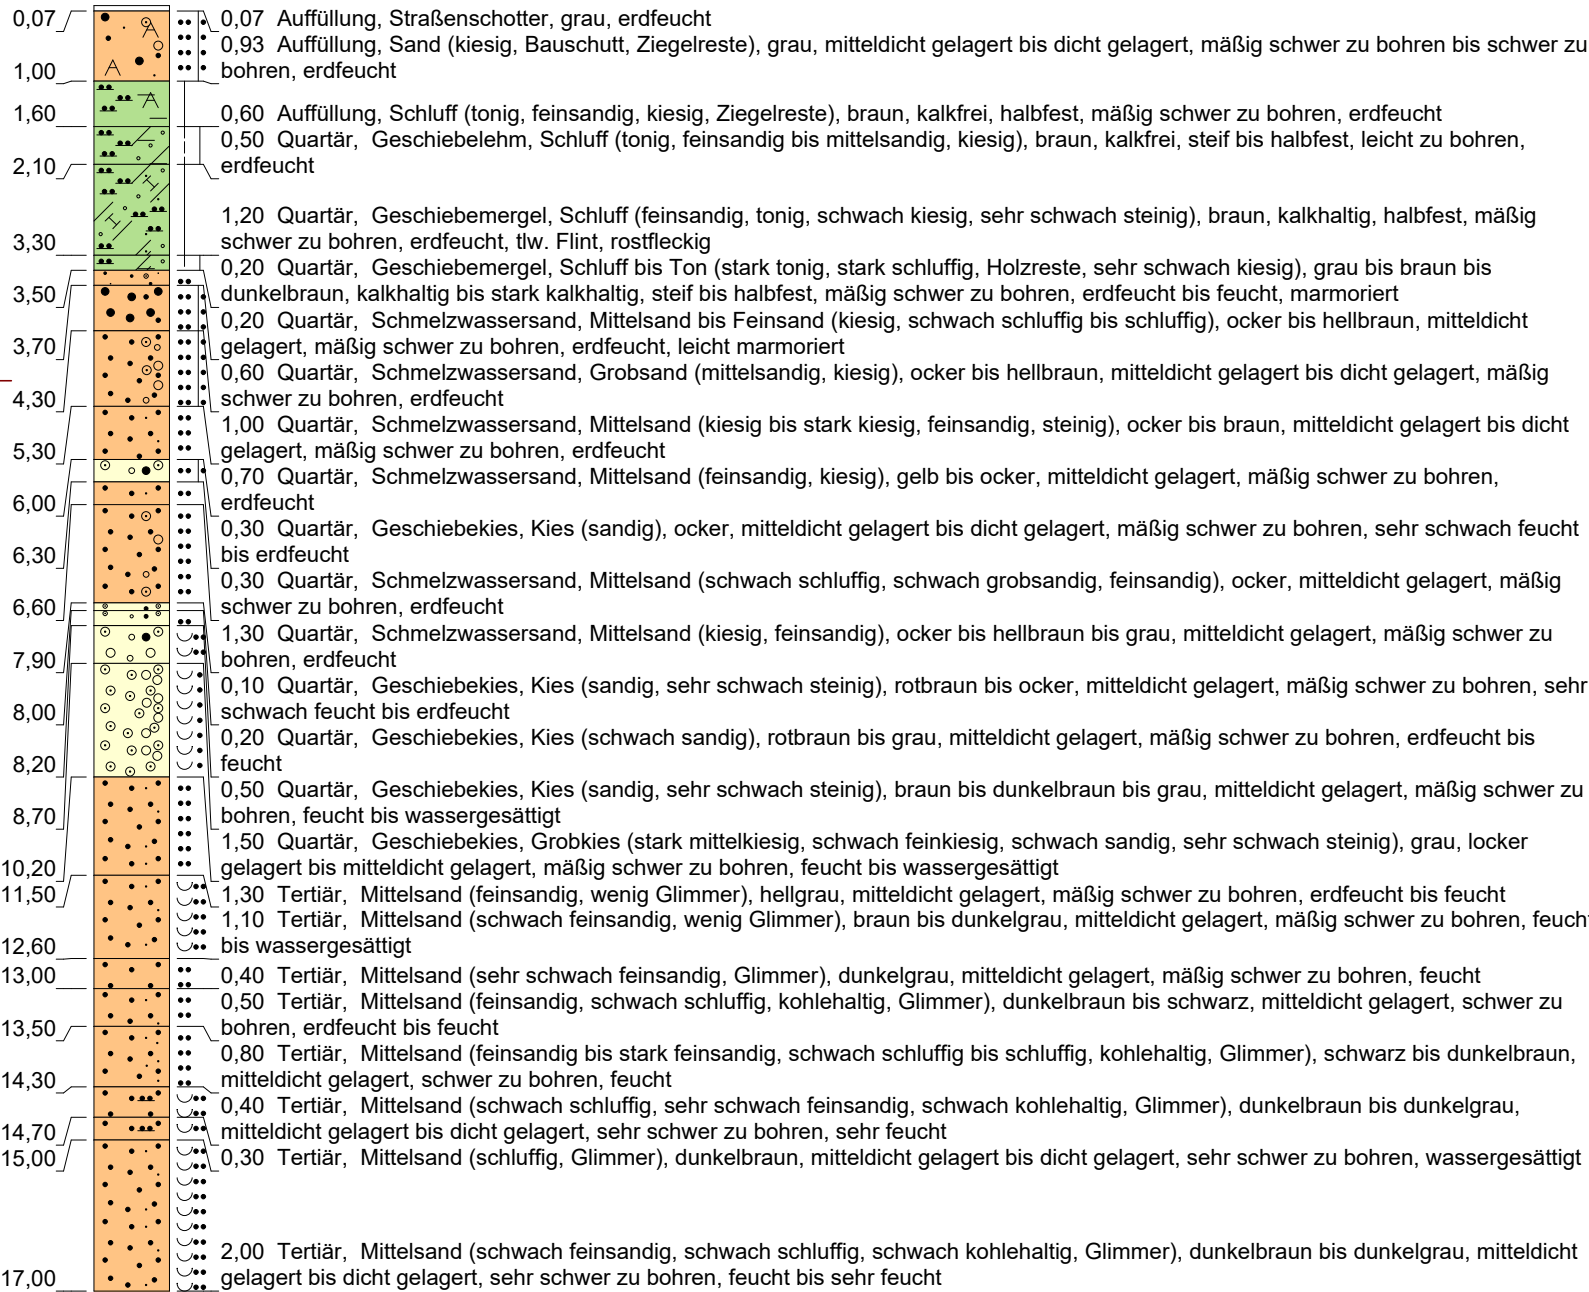 0,07 0,07 Auffüllung, Straßenschotter, grau, erdfeucht
0,93 Auffüllung, Sand (kiesig, Bauschutt, Ziegelreste), grau, mitteldicht gelagert bis dicht gelagert, mäßig schwer zu bohren bis schwer zu
1,00 bohren, erdfeucht
1,60 0,60 Auffüllung, Schluff (tonig, feinsandig, kiesig, Ziegelreste), braun, kalkfrei, halbfest, mäßig schwer zu bohren, erdfeucht
0,50 Quartär, Geschiebelehm, Schluff (tonig, feinsandig bis mittelsandig, kiesig), braun, kalkfrei, steif bis halbfest, leicht zu bohren,
2,10 erdfeucht
1,20 Quartär, Geschiebemergel, Schluff (feinsandig, tonig, schwach kiesig, sehr schwach steinig), braun, kalkhaltig, halbfest, mäßig
3,30 schwer zu bohren, erdfeucht, tlw. Flint, rostfleckig
0,20 Quartär, Geschiebemergel, Schluff bis Ton (stark tonig, stark schluffig, Holzreste, sehr schwach kiesig), grau bis braun bis
3,50 dunkelbraun, kalkhaltig bis stark kalkhaltig, steif bis halbfest, mäßig schwer zu bohren, erdfeucht bis feucht, marmoriert
0,20 Quartär, Schmelzwassersand, Mittelsand bis Feinsand (kiesig, schwach schluffig bis schluffig), ocker bis hellbraun, mitteldicht
3,70 gelagert, mäßig schwer zu bohren, erdfeucht, leicht marmoriert
0,60 Quartär, Schmelzwassersand, Grobsand (mittelsandig, kiesig), ocker bis hellbraun, mitteldicht gelagert bis dicht gelagert, mäßig
4,30 schwer zu bohren, erdfeucht
1,00 Quartär, Schmelzwassersand, Mittelsand (kiesig bis stark kiesig, feinsandig, steinig), ocker bis braun, mitteldicht gelagert bis dicht
5,30 gelagert, mäßig schwer zu bohren, erdfeucht
0,70 Quartär, Schmelzwassersand, Mittelsand (feinsandig, kiesig), gelb bis ocker, mitteldicht gelagert, mäßig schwer zu bohren,
6,00 erdfeucht
0,30 Quartär, Geschiebekies, Kies (sandig), ocker, mitteldicht gelagert bis dicht gelagert, mäßig schwer zu bohren, sehr schwach feucht
6,30 bis erdfeucht
0,30 Quartär, Schmelzwassersand, Mittelsand (schwach schluffig, schwach grobsandig, feinsandig), ocker, mitteldicht gelagert, mäßig
6,60 schwer zu bohren, erdfeucht
1,30 Quartär, Schmelzwassersand, Mittelsand (kiesig, feinsandig), ocker bis hellbraun bis grau, mitteldicht gelagert, mäßig schwer zu
7,90 bohren, erdfeucht
0,10 Quartär, Geschiebekies, Kies (sandig, sehr schwach steinig), rotbraun bis ocker, mitteldicht gelagert, mäßig schwer zu bohren, sehr
8,00 schwach feucht bis erdfeucht
0,20 Quartär, Geschiebekies, Kies (schwach sandig), rotbraun bis grau, mitteldicht gelagert, mäßig schwer zu bohren, erdfeucht bis
8,20 feucht
0,50 Quartär, Geschiebekies, Kies (sandig, sehr schwach steinig), braun bis dunkelbraun bis grau, mitteldicht gelagert, mäßig schwer zu
8,70 bohren, feucht bis wassergesättigt
1,50 Quartär, Geschiebekies, Grobkies (stark mittelkiesig, schwach feinkiesig, schwach sandig, sehr schwach steinig), grau, locker
10,20 gelagert bis mitteldicht gelagert, mäßig schwer zu bohren, feucht bis wassergesättigt
11,50 1,30 Tertiär, Mittelsand (feinsandig, wenig Glimmer), hellgrau, mitteldicht gelagert, mäßig schwer zu bohren, erdfeucht bis feucht
1,10 Tertiär, Mittelsand (schwach feinsandig, wenig Glimmer), braun bis dunkelgrau, mitteldicht gelagert, mäßig schwer zu bohren, feucht
12,60 bis wassergesättigt
13,00 0,40 Tertiär, Mittelsand (sehr schwach feinsandig, Glimmer), dunkelgrau, mitteldicht gelagert, mäßig schwer zu bohren, feucht
0,50 Tertiär, Mittelsand (feinsandig, schwach schluffig, kohlehaltig, Glimmer), dunkelbraun bis schwarz, mitteldicht gelagert, schwer zu
13,50 bohren, erdfeucht bis feucht
0,80 Tertiär, Mittelsand (feinsandig bis stark feinsandig, schwach schluffig bis schluffig, kohlehaltig, Glimmer), schwarz bis dunkelbraun,
14,30 mitteldicht gelagert, schwer zu bohren, feucht
0,40 Tertiär, Mittelsand (schwach schluffig, sehr schwach feinsandig, schwach kohlehaltig, Glimmer), dunkelbraun bis dunkelgrau,
14,70 mitteldicht gelagert bis dicht gelagert, sehr schwer zu bohren, sehr feucht
15,00 0,30 Tertiär, Mittelsand (schluffig, Glimmer), dunkelbraun, mitteldicht gelagert bis dicht gelagert, sehr schwer zu bohren, wassergesättigt
2,00 Tertiär, Mittelsand (schwach feinsandig, schwach schluffig, schwach kohlehaltig, Glimmer), dunkelbraun bis dunkelgrau, mitteldicht
17,00 gelagert bis dicht gelagert, sehr schwer zu bohren, feucht bis sehr feucht